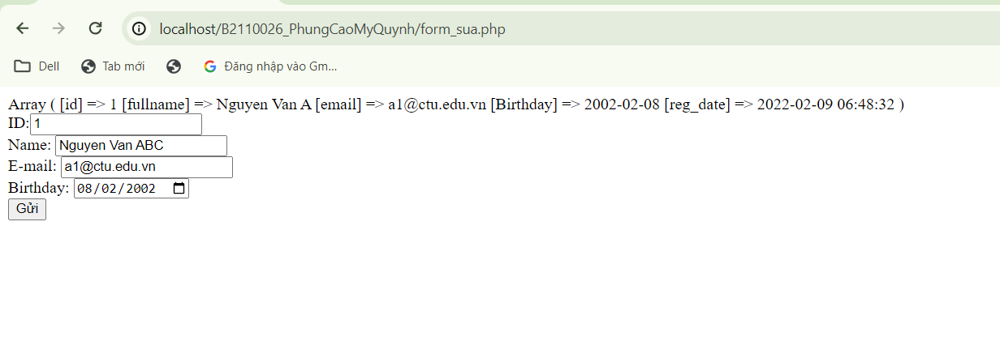 localhost/B2110026_PhungCaoMyQuynh/form_sua.php
Dell Tab mới Đăng nhập vào Gm...
Array ( [id] => 1 [fullname] => Nguyen Van A [email] => a1@ctu.edu.vn [Birthday] => 2002-02-08 [reg_date] => 2022-02-09 06:48:32 )
ID: 1
Name: Nguyen Van ABC
E-mail: a1@ctu.edu.vn
Birthday: 08/02/2002
Gửi